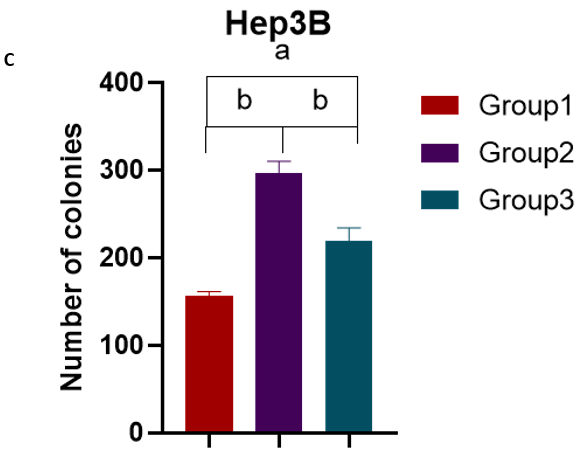 Hep3B
c
a
b b
400
300
200
100
0
Number of colonies
Group1
Group2
Group3